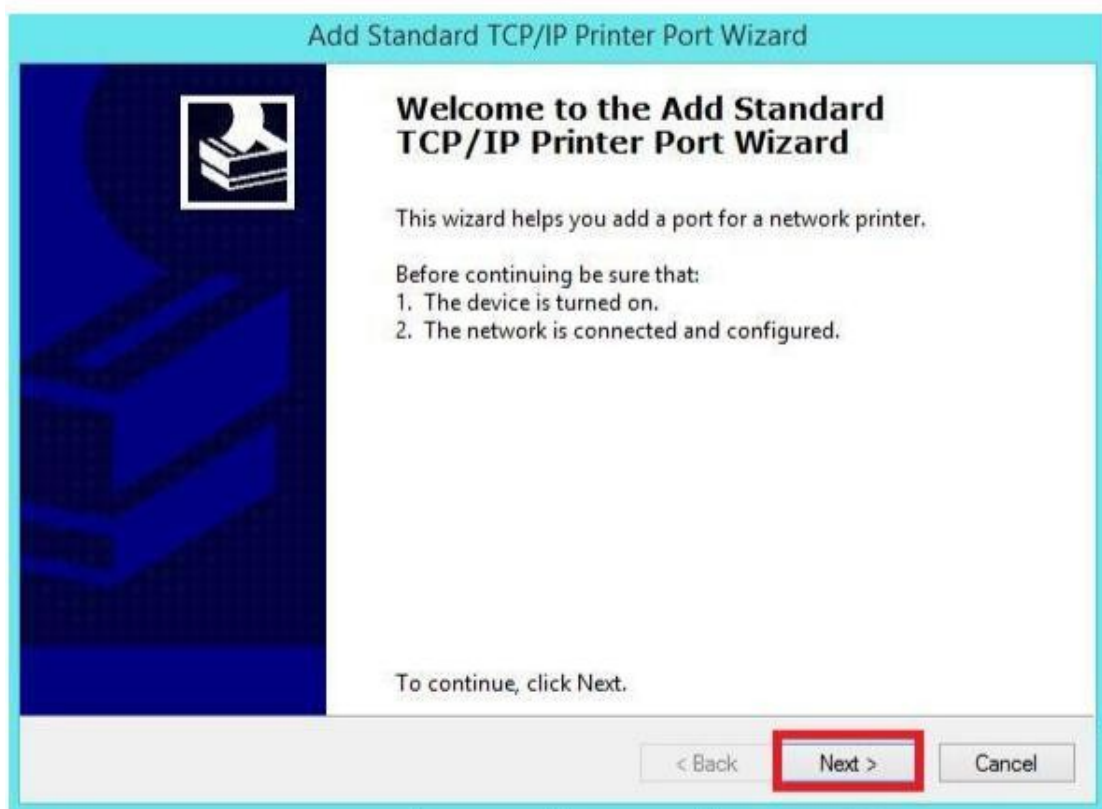 Add Standard TCP/IP Printer Port Wizard
Welcome to the Add Standard
TCP/IP Printer Port Wizard
This wizard helps you add a port for a network printer.
Before continuing be sure that:
1. The device is turned on.
2. The network is connected and configured.
To continue, click Next.
< Back
Next >
Cancel